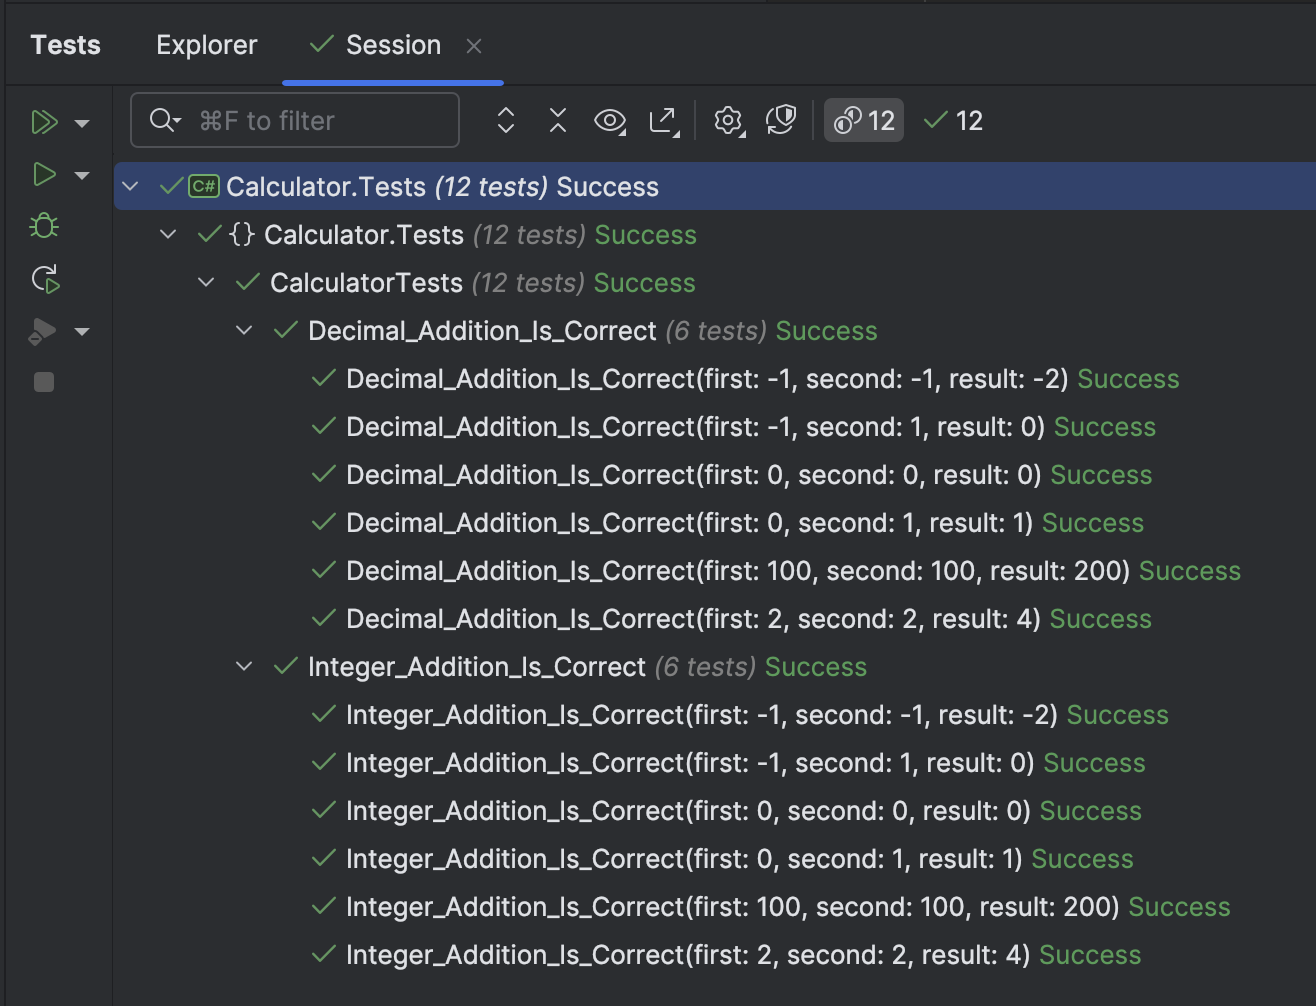 Tests Explorer Session
⌘F to filter 12 12
C# Calculator.Tests (12 tests) Success
{} Calculator.Tests (12 tests) Success
CalculatorTests (12 tests) Success
Decimal_Addition_Is_Correct (6 tests) Success
Decimal_Addition_Is_Correct(first: -1, second: -1, result: -2) Success
Decimal_Addition_Is_Correct(first: -1, second: 1, result: 0) Success
Decimal_Addition_Is_Correct(first: 0, second: 0, result: 0) Success
Decimal_Addition_Is_Correct(first: 0, second: 1, result: 1) Success
Decimal_Addition_Is_Correct(first: 100, second: 100, result: 200) Success
Decimal_Addition_Is_Correct(first: 2, second: 2, result: 4) Success
Integer_Addition_Is_Correct (6 tests) Success
Integer_Addition_Is_Correct(first: -1, second: -1, result: -2) Success
Integer_Addition_Is_Correct(first: -1, second: 1, result: 0) Success
Integer_Addition_Is_Correct(first: 0, second: 0, result: 0) Success
Integer_Addition_Is_Correct(first: 0, second: 1, result: 1) Success
Integer_Addition_Is_Correct(first: 100, second: 100, result: 200) Success
Integer_Addition_Is_Correct(first: 2, second: 2, result: 4) Success